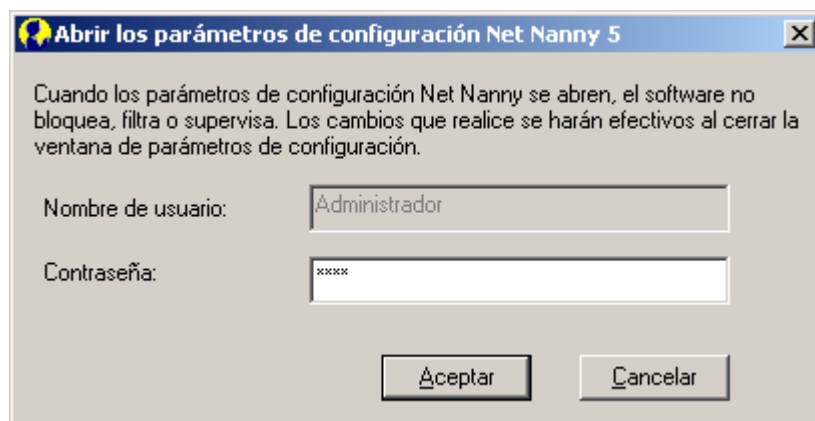 Abrir los parámetros de configuración Net Nanny 5
Cuando los parámetros de configuración Net Nanny se abren, el software no
bloquea, filtra o supervisa. Los cambios que realice se harán efectivos al cerrar la
ventana de parámetros de configuración.
Nombre de usuario: Administrador
Contraseña: ****
Aceptar Cancelar